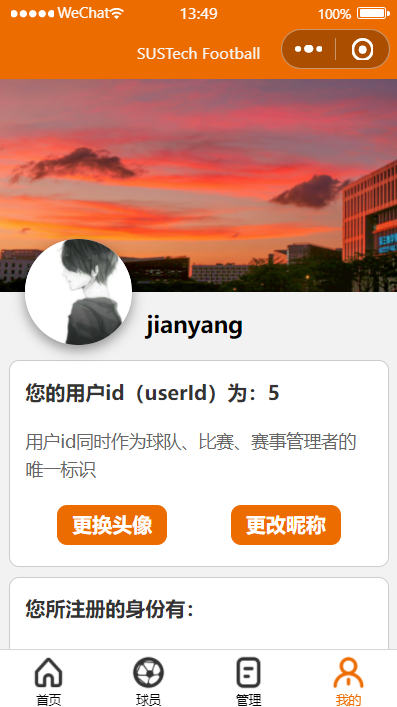 WeChat 13:49 100%
SUSTech Football
jianyang
您的用户id（userId）为：5
用户id同时作为球队、比赛、赛事管理者的
唯一标识
更换头像 更改昵称
您所注册的身份有：
首页 球员 管理 我的